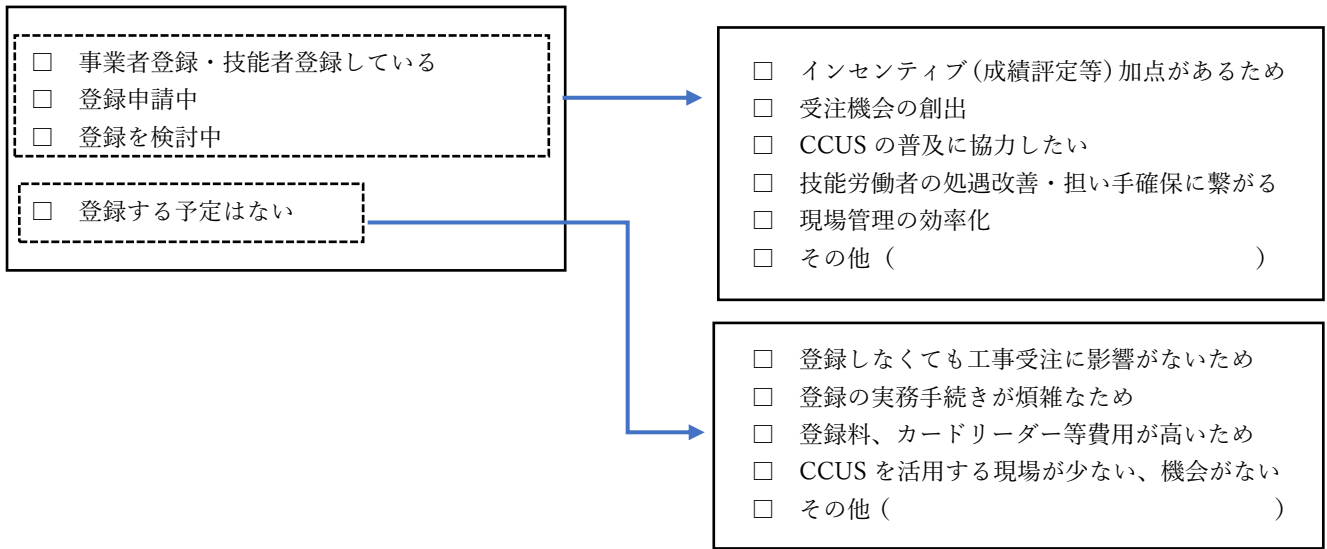 □ 事業者登録・技能者登録している
□ 登録申請中
□ 登録を検討中
□ 登録する予定はない
□ インセンティブ(成績評定等)加点があるため
□ 受注機会の創出
□ CCUS の普及に協力したい
□ 技能労働者の処遇改善・担い手確保に繋がる
□ 現場管理の効率化
□ その他（ ）
□ 登録しなくても工事受注に影響がないため
□ 登録の実務手続きが煩雑なため
□ 登録料、カードリーダー等費用が高いため
□ CCUS を活用する現場が少ない、機会がない
□ その他（ ）